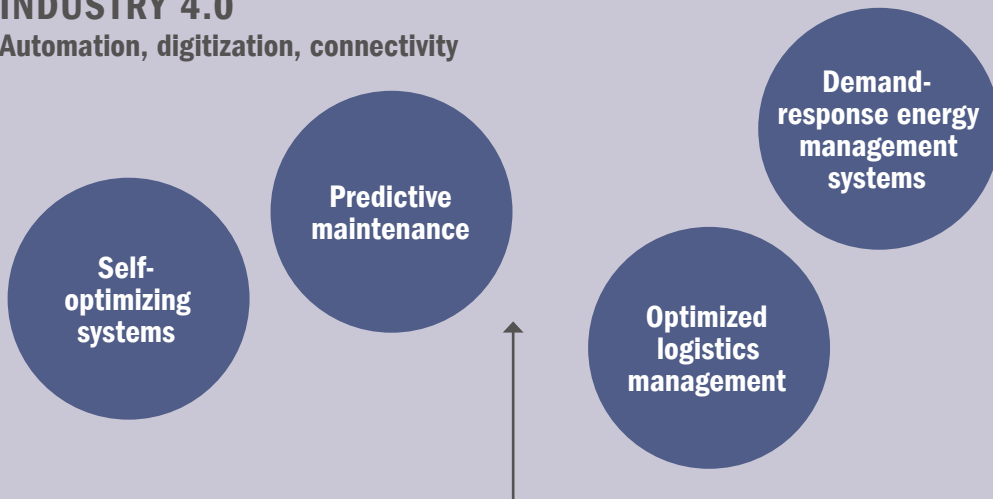 INDUSTRY 4.0
Automation, digitization, connectivity
Demand-
response energy
management
systems
Predictive
maintenance
Self-
optimizing
systems
Optimized
logistics
management